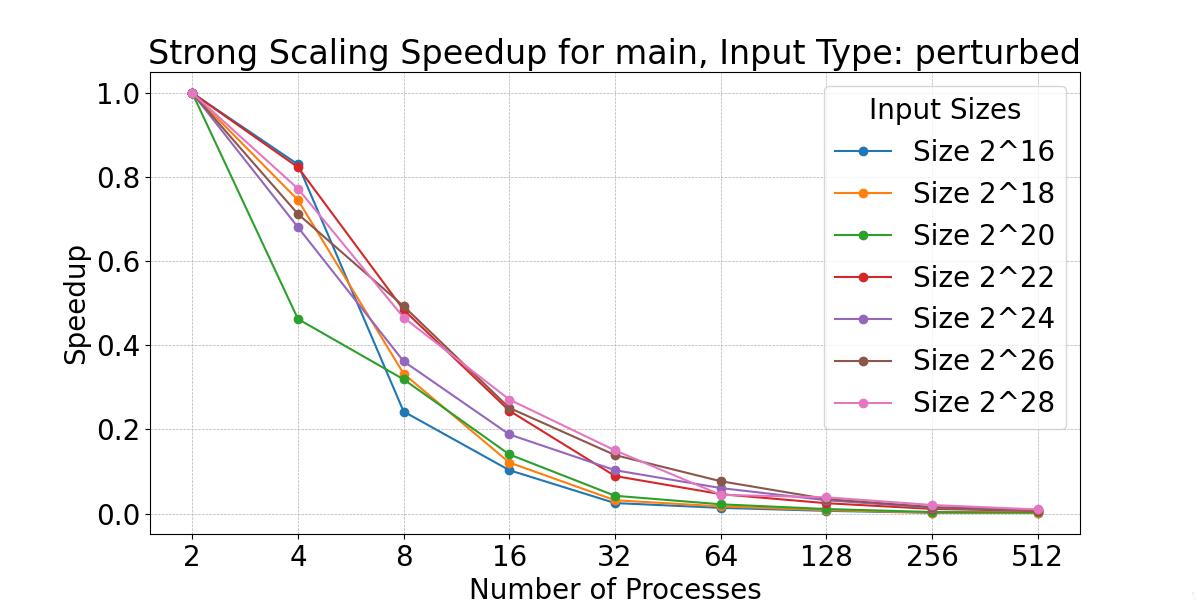 Strong Scaling Speedup for main, Input Type: perturbed
Speedup
1.0
0.8
0.6
0.4
0.2
0.0
Input Sizes
Size 2^16
Size 2^18
Size 2^20
Size 2^22
Size 2^24
Size 2^26
Size 2^28
2 4 8 16 32 64 128 256 512
Number of Processes